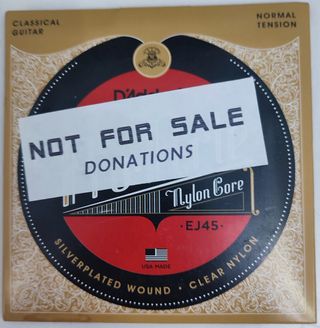 CLASSICAL
GUITAR
NORMAL
TENSION
NOT FOR SALE
DONATIONS
Nylon Core
·EJ45·
USA MADE
SILVERPLATED WOUND · CLEAR NYLON